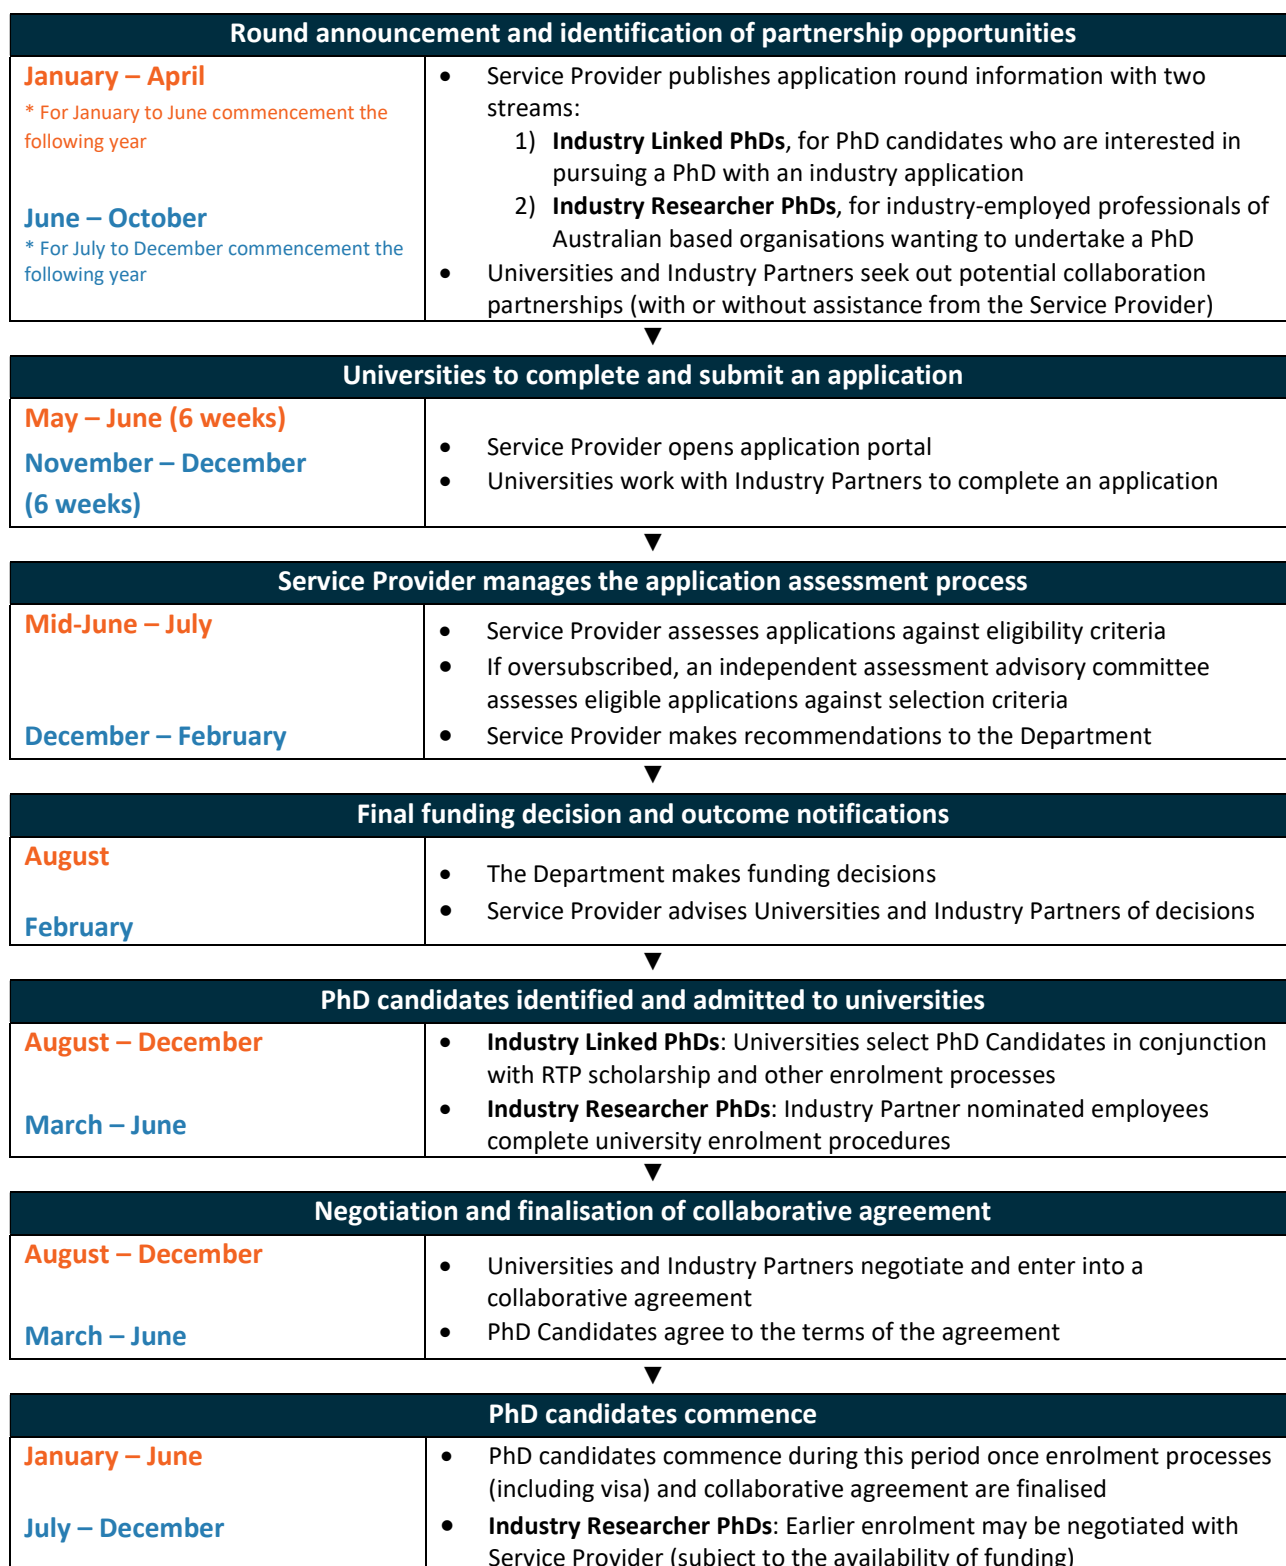 Round announcement and identification of partnership opportunities
January – April
* For January to June commencement the
following year
June – October
* For July to December commencement the
following year
• Service Provider publishes application round information with two
streams:
1) Industry Linked PhDs, for PhD candidates who are interested in
pursuing a PhD with an industry application
2) Industry Researcher PhDs, for industry-employed professionals of
Australian based organisations wanting to undertake a PhD
• Universities and Industry Partners seek out potential collaboration
partnerships (with or without assistance from the Service Provider)
▼
Universities to complete and submit an application
May – June (6 weeks)
November – December
(6 weeks)
• Service Provider opens application portal
• Universities work with Industry Partners to complete an application
▼
Service Provider manages the application assessment process
Mid-June – July
December – February
• Service Provider assesses applications against eligibility criteria
• If oversubscribed, an independent assessment advisory committee
assesses eligible applications against selection criteria
• Service Provider makes recommendations to the Department
▼
Final funding decision and outcome notifications
August
February
• The Department makes funding decisions
• Service Provider advises Universities and Industry Partners of decisions
▼
PhD candidates identified and admitted to universities
August – December
March – June
• Industry Linked PhDs: Universities select PhD Candidates in conjunction
with RTP scholarship and other enrolment processes
• Industry Researcher PhDs: Industry Partner nominated employees
complete university enrolment procedures
▼
Negotiation and finalisation of collaborative agreement
August – December
March – June
• Universities and Industry Partners negotiate and enter into a
collaborative agreement
• PhD Candidates agree to the terms of the agreement
▼
PhD candidates commence
January – June
July – December
• PhD candidates commence during this period once enrolment processes
(including visa) and collaborative agreement are finalised
• Industry Researcher PhDs: Earlier enrolment may be negotiated with
Service Provider (subject to the availability of funding)